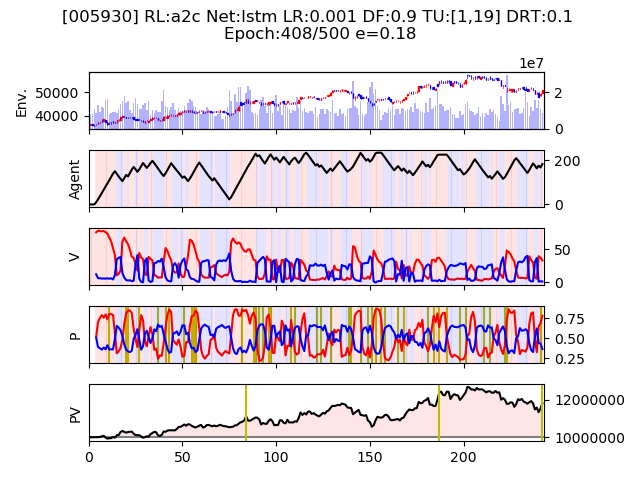 [005930] RL:a2c Net:lstm LR:0.001 DF:0.9 TU:[1,19] DRT:0.1
Epoch:408/500 e=0.18
1e7
Env.
50000
40000
2
0
Agent
200
0
V
50
0
P
0.75
0.50
0.25
PV
12000000
10000000
0 50 100 150 200